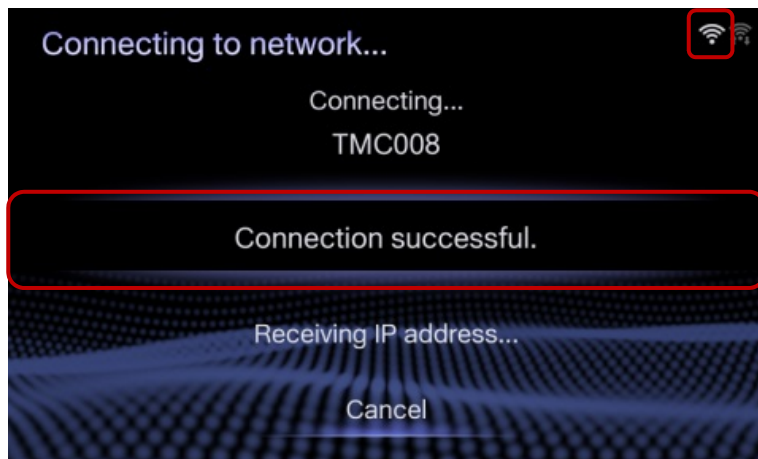 Connecting to network...
Connecting...
TMC008
Connection successful.
Receiving IP address...
Cancel